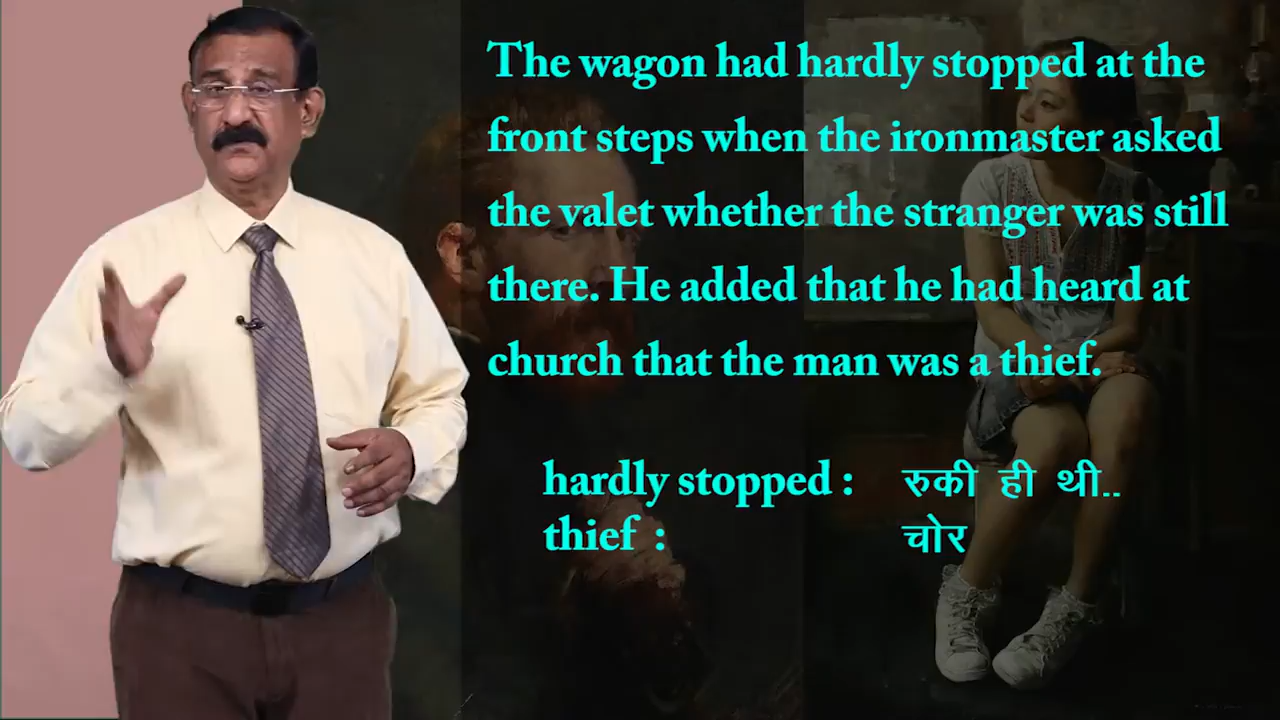 The wagon had hardly stopped at the
front steps when the ironmaster asked
the valet whether the stranger was still
there. He added that he had heard at
church that the man was a thief.
hardly stopped : रुकी ही थी..
thief : चोर